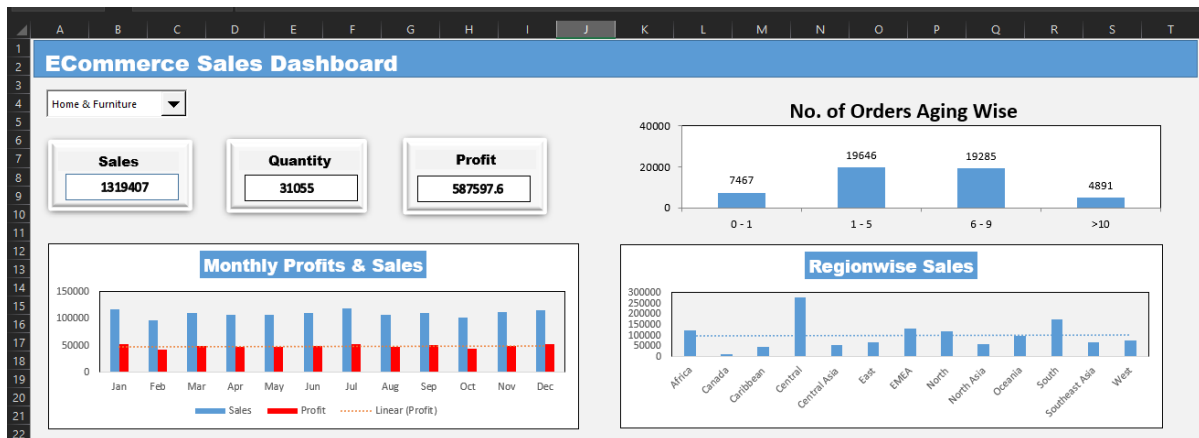 A B C D E F G H I J K L M N O P Q R S T
1
2
3
4
5
6
7
8
9
10
11
12
13
14
15
16
17
18
19
20
21
22
ECommerce Sales Dashboard
Home & Furniture
Sales
1319407
Quantity
31055
Profit
587597.6
No. of Orders Aging Wise
40000
20000
0
7467 19646 19285 4891
0 - 1 1 - 5 6 - 9 >10
Monthly Profits & Sales
150000
100000
50000
0
Jan Feb Mar Apr May Jun Jul Aug Sep Oct Nov Dec
Sales Profit Linear (Profit)
Regionwise Sales
300000
250000
200000
150000
100000
50000
0
Africa Canada Caribbean Central Central Asia East EMEA North North Asia Oceania South Southeast Asia West